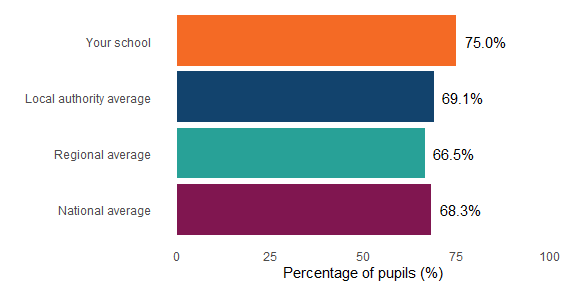 Your school
75.0%
Local authority average
69.1%
Regional average
66.5%
National average
68.3%
0 25 50 75 100
Percentage of pupils (%)